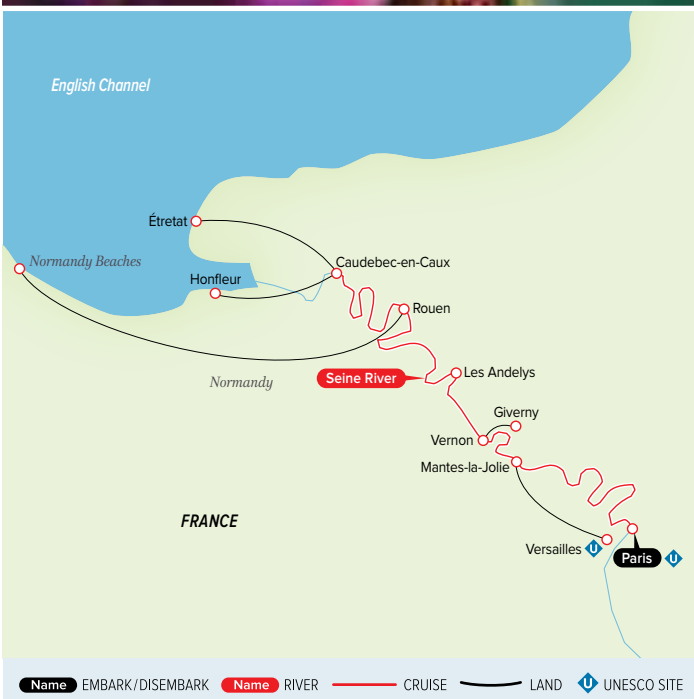 English Channel
Étretat
Normandy Beaches
Caudebec-en-Caux
Honfleur
Rouen
Normandy
Seine River
Les Andelys
Giverny
Vernon
Mantes-la-Jolie
FRANCE
Versailles U
Paris U
Name EMBARK/DISEMBARK Name RIVER CRUISE LAND U UNESCO SITE